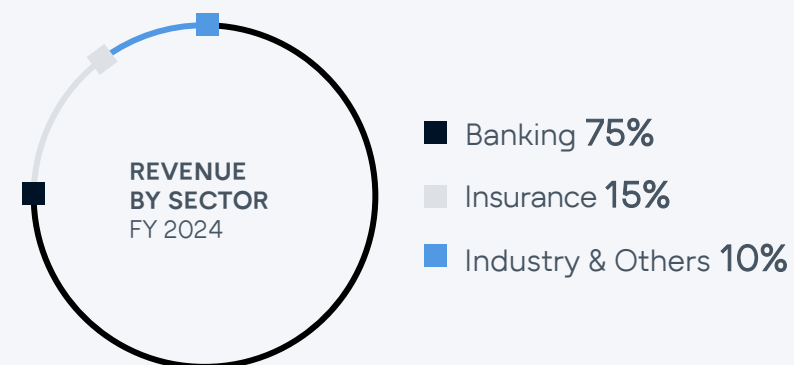 REVENUE
BY SECTOR
FY 2024
Banking 75%
Insurance 15%
Industry & Others 10%